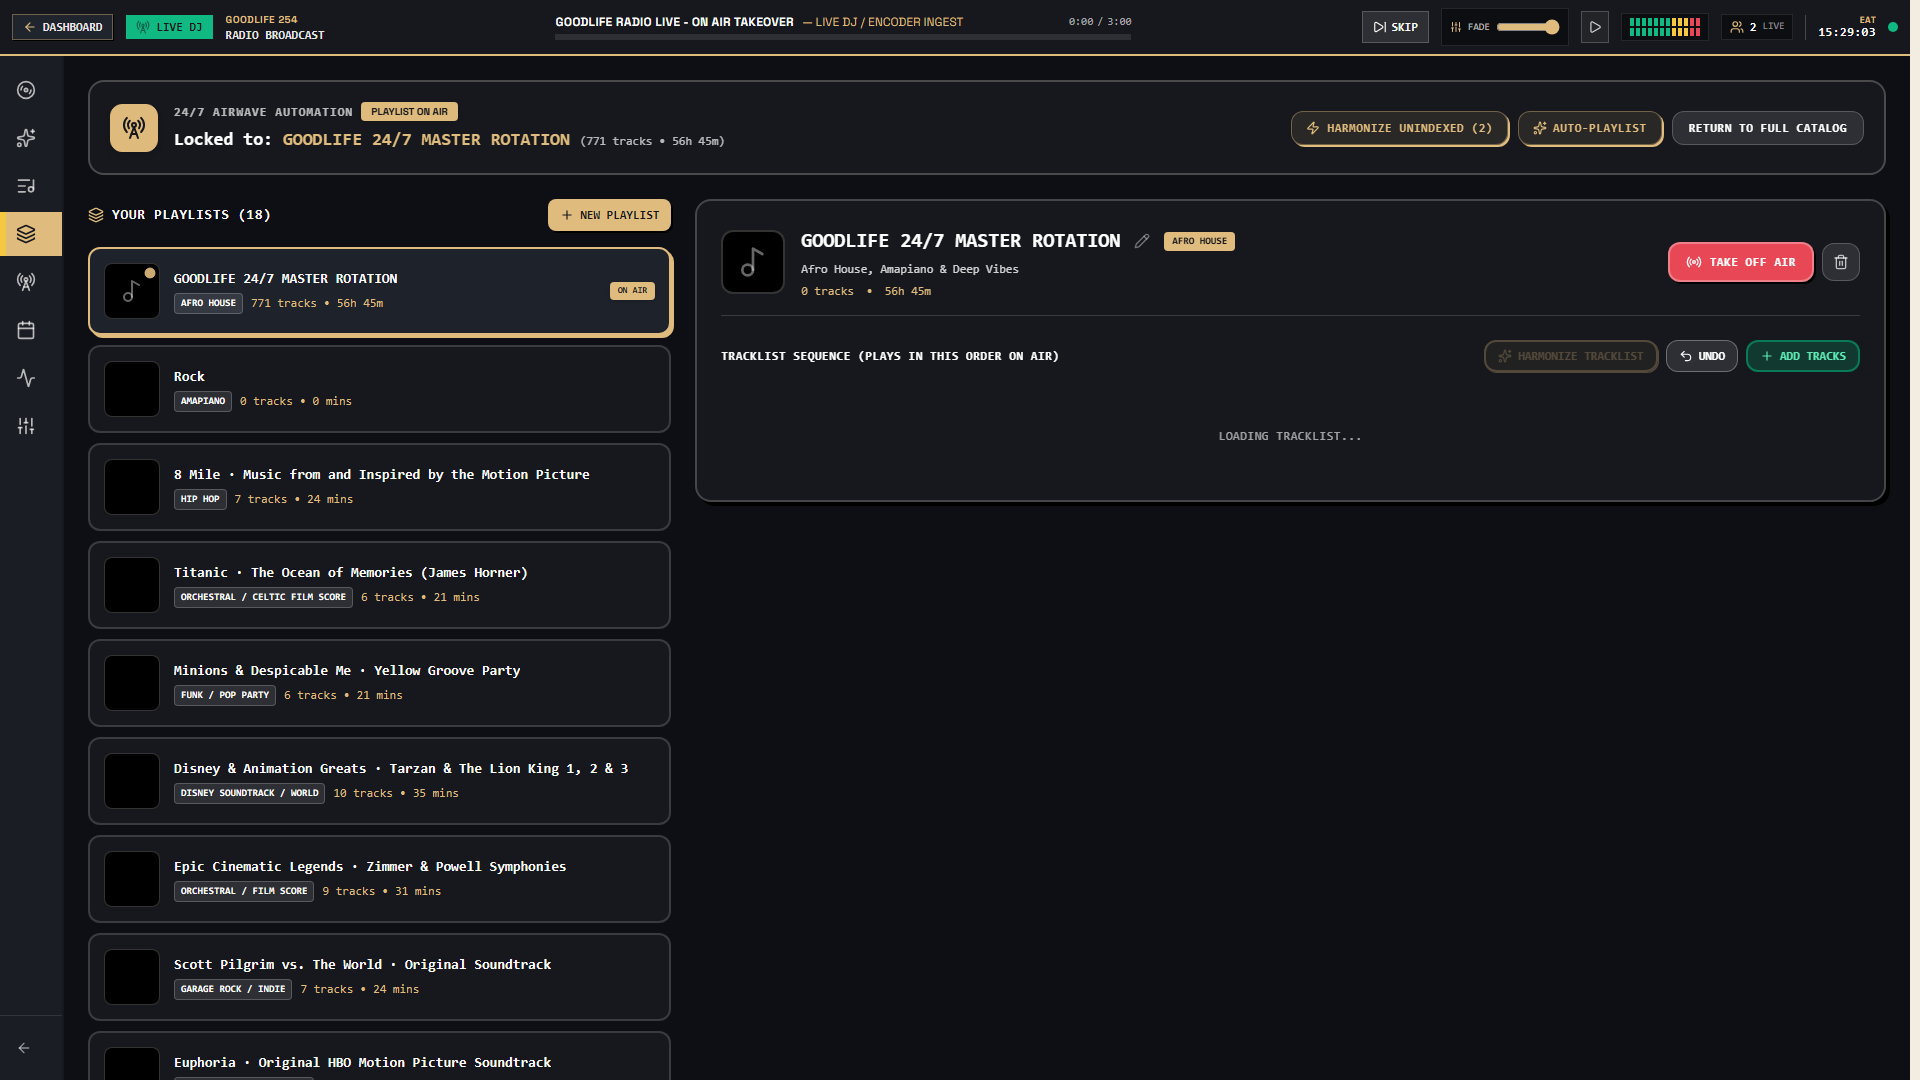 DASHBOARD
LIVE DJ
GOODLIFE 254
RADIO BROADCAST
GOODLIFE RADIO LIVE - ON AIR TAKEOVER — LIVE DJ / ENCODER INGEST
0:00 / 3:00
SKIP
FADE
2 LIVE
EAT
15:29:03
24/7 AIRWAVE AUTOMATION
PLAYLIST ON AIR
Locked to: GOODLIFE 24/7 MASTER ROTATION (771 tracks • 56h 45m)
HARMONIZE UNINDEXED (2)
AUTO-PLAYLIST
RETURN TO FULL CATALOG
YOUR PLAYLISTS (18)
NEW PLAYLIST
GOODLIFE 24/7 MASTER ROTATION
AFRO HOUSE
771 tracks • 56h 45m
ON AIR
Rock
AMAPIANO
0 tracks • 0 mins
8 Mile · Music from and Inspired by the Motion Picture
HIP HOP
7 tracks • 24 mins
Titanic · The Ocean of Memories (James Horner)
ORCHESTRAL / CELTIC FILM SCORE
6 tracks • 21 mins
Minions & Despicable Me · Yellow Groove Party
FUNK / POP PARTY
6 tracks • 21 mins
Disney & Animation Greats · Tarzan & The Lion King 1, 2 & 3
DISNEY SOUNDTRACK / WORLD
10 tracks • 35 mins
Epic Cinematic Legends · Zimmer & Powell Symphonies
ORCHESTRAL / FILM SCORE
9 tracks • 31 mins
Scott Pilgrim vs. The World · Original Soundtrack
GARAGE ROCK / INDIE
7 tracks • 24 mins
Euphoria · Original HBO Motion Picture Soundtrack
GOODLIFE 24/7 MASTER ROTATION
AFRO HOUSE
Afro House, Amapiano & Deep Vibes
0 tracks • 56h 45m
TAKE OFF AIR
TRACKLIST SEQUENCE (PLAYS IN THIS ORDER ON AIR)
HARMONIZE TRACKLIST
UNDO
ADD TRACKS
LOADING TRACKLIST...